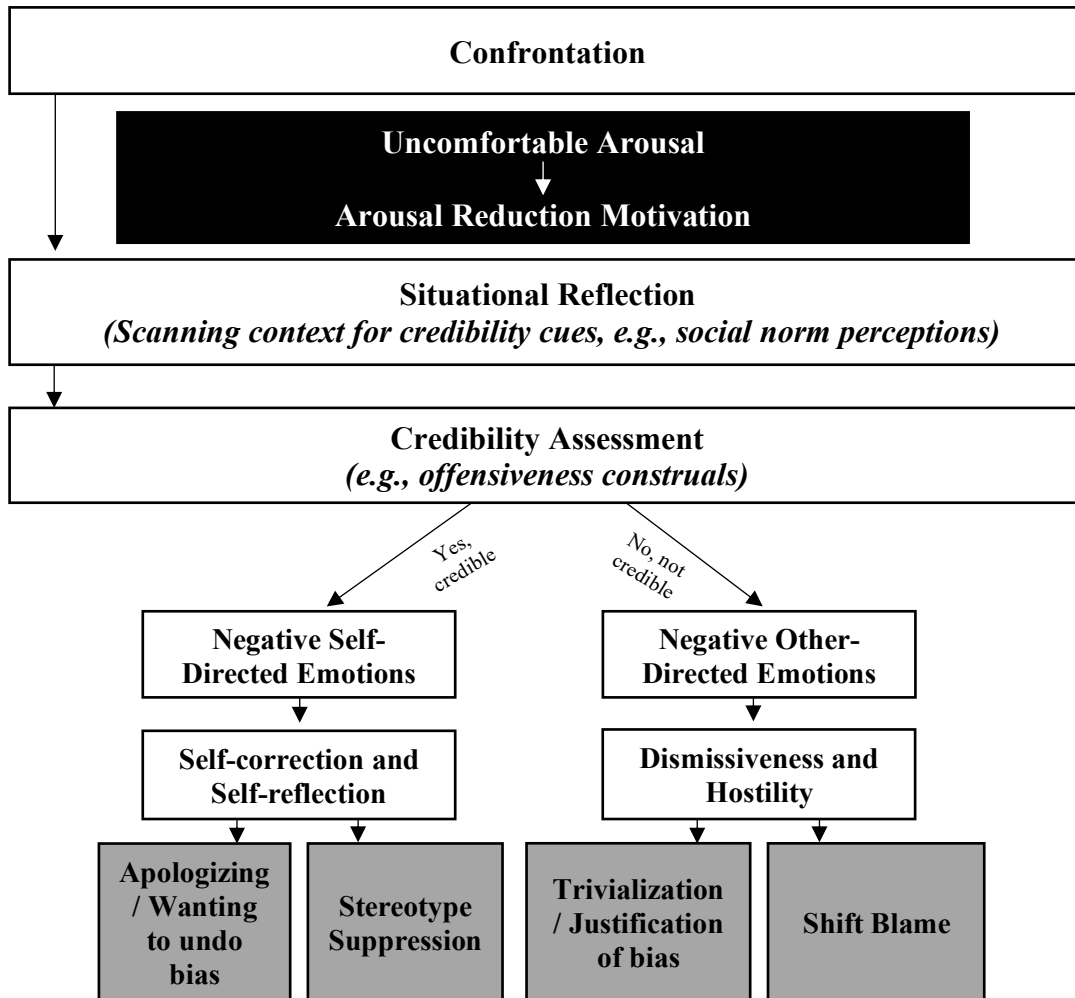 Confrontation
Uncomfortable Arousal
Arousal Reduction Motivation
Situational Reflection
(Scanning context for credibility cues, e.g., social norm perceptions)
Credibility Assessment
(e.g., offensiveness construals)
Yes,
credible
No, not
credible
Negative Self-
Directed Emotions
Negative Other-
Directed Emotions
Self-correction and
Self-reflection
Dismissiveness and
Hostility
Apologizing
/ Wanting
to undo
bias
Stereotype
Suppression
Trivialization
/ Justification
of bias
Shift Blame